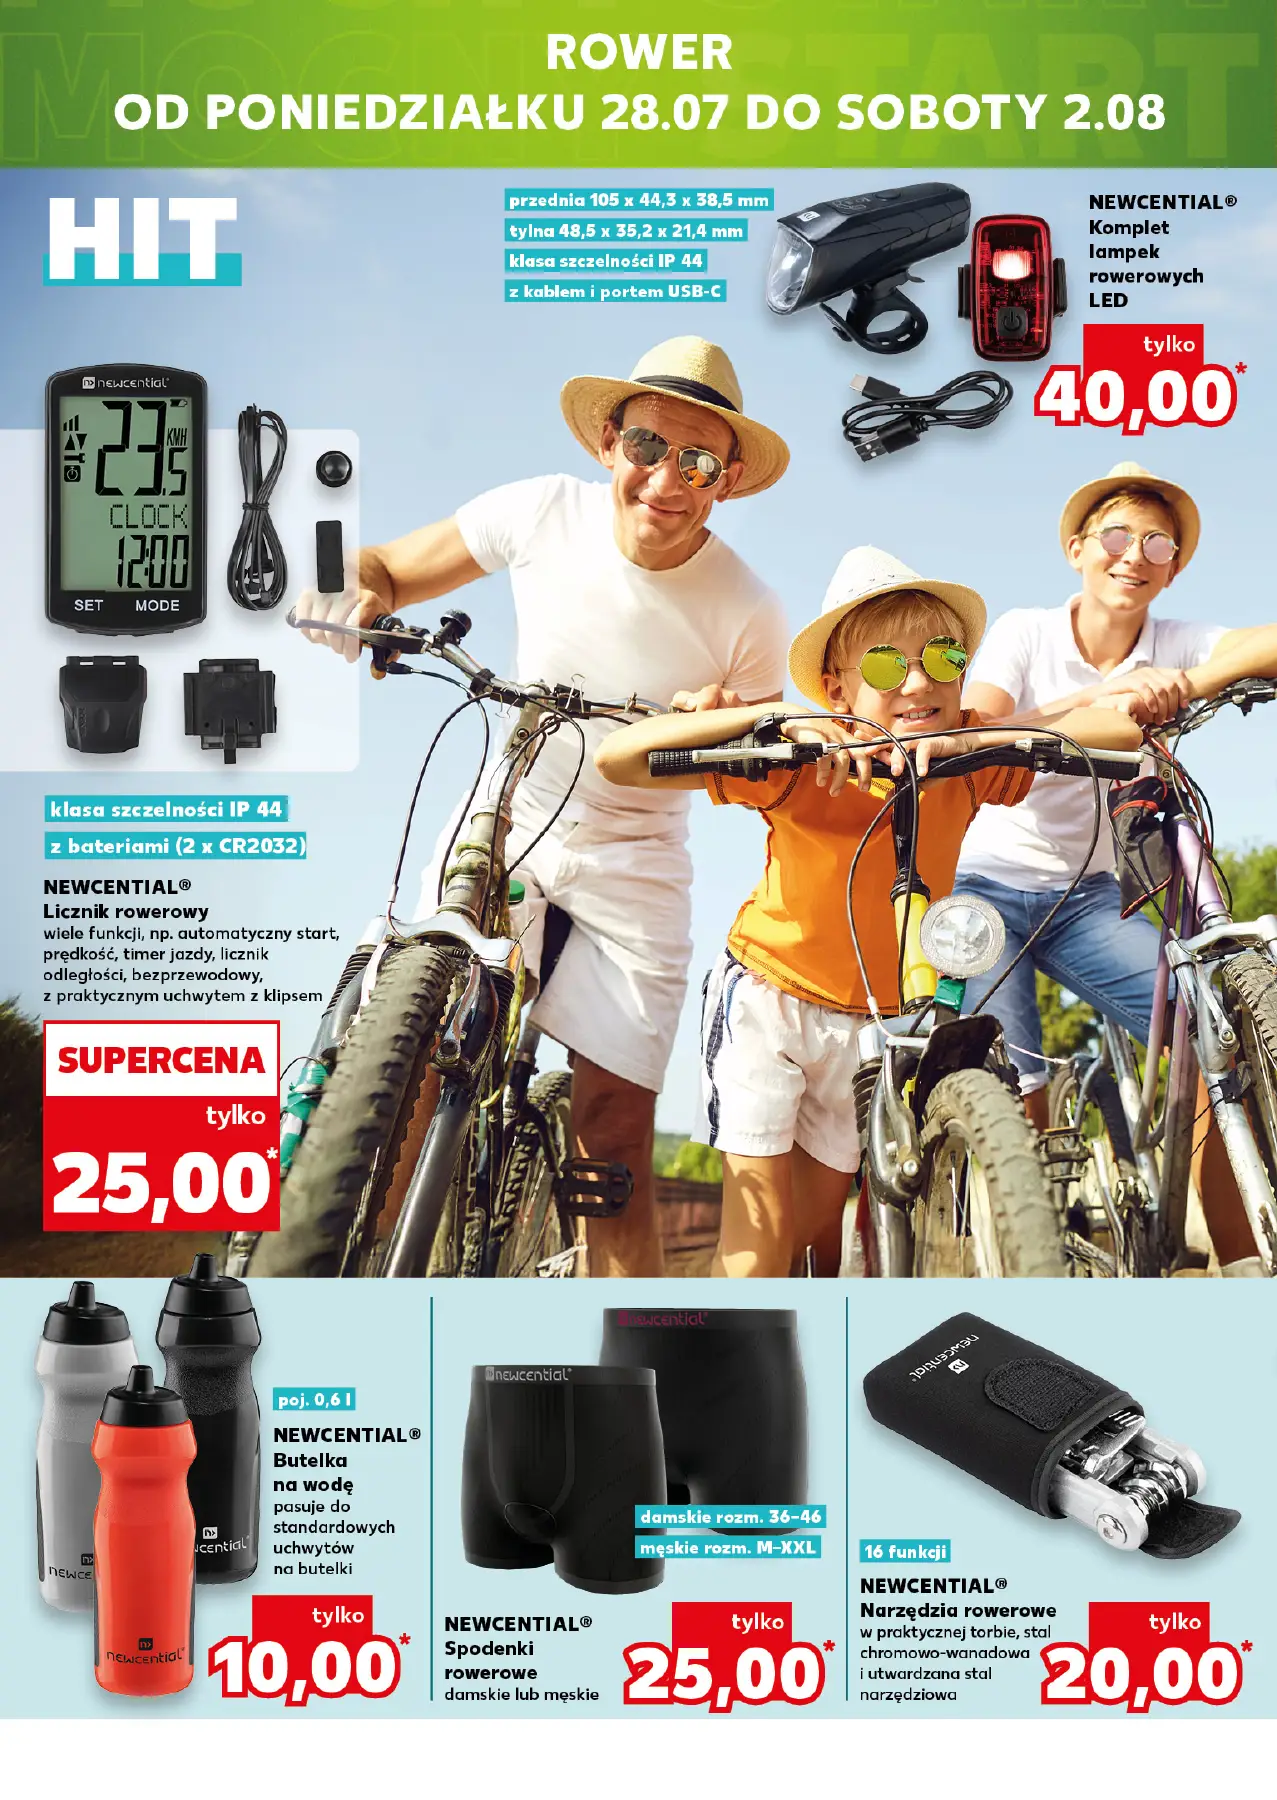 MOCNY START
ROWER
OD PONIEDZIAŁKU 28.07 DO SOBOTY 2.08
HIT
przednia 105 x 44,3 x 38,5 mm
tylna 48,5 x 35,2 x 21,4 mm
klasa szczelności IP 44
z kablem i portem USB-C
NEWCENTIAL®
Komplet
lampek
rowerowych
LED
tylko
40,00*
newcential®
23.5 KMH
CLOCK
12:00
SET MODE
klasa szczelności IP 44
z bateriami (2 x CR2032)
NEWCENTIAL®
Licznik rowerowy
wiele funkcji, np. automatyczny start,
prędkość, timer jazdy, licznik
odległości, bezprzewodowy,
z praktycznym uchwytem z klipsem
SUPERCENA
tylko
25,00*
poj. 0,6 l
NEWCENTIAL®
Butelka
na wodę
pasuje do
standardowych
uchwytów
na butelki
newcential®
tylko
10,00*
newcential®
newcential®
damskie rozm. 36–46
męskie rozm. M–XXL
NEWCENTIAL®
Spodenki
rowerowe
damskie lub męskie
tylko
25,00*
newcential®
16 funkcji
NEWCENTIAL®
Narzędzia rowerowe
w praktycznej torbie, stal
chromowo-wanadowa
i utwardzana stal
narzędziowa
tylko
20,00*